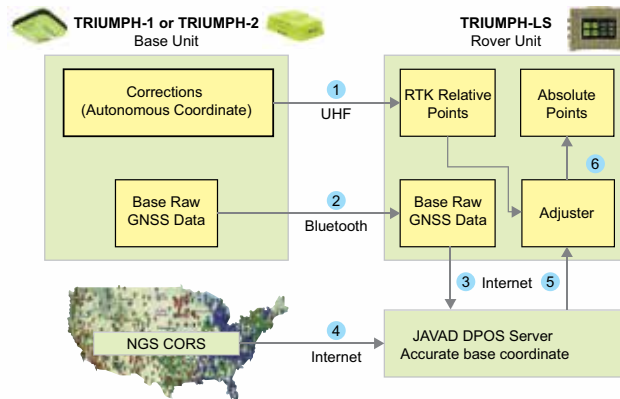 TRIUMPH-1 or TRIUMPH-2
Base Unit
TRIUMPH-LS
Rover Unit
Corrections
(Autonomous Coordinate)
1
UHF
RTK Relative
Points
Absolute
Points
6
Base Raw
GNSS Data
2
Bluetooth
Base Raw
GNSS Data
Adjuster
3 Internet 5
NGS CORS
4
Internet
JAVAD DPOS Server
Accurate base coordinate